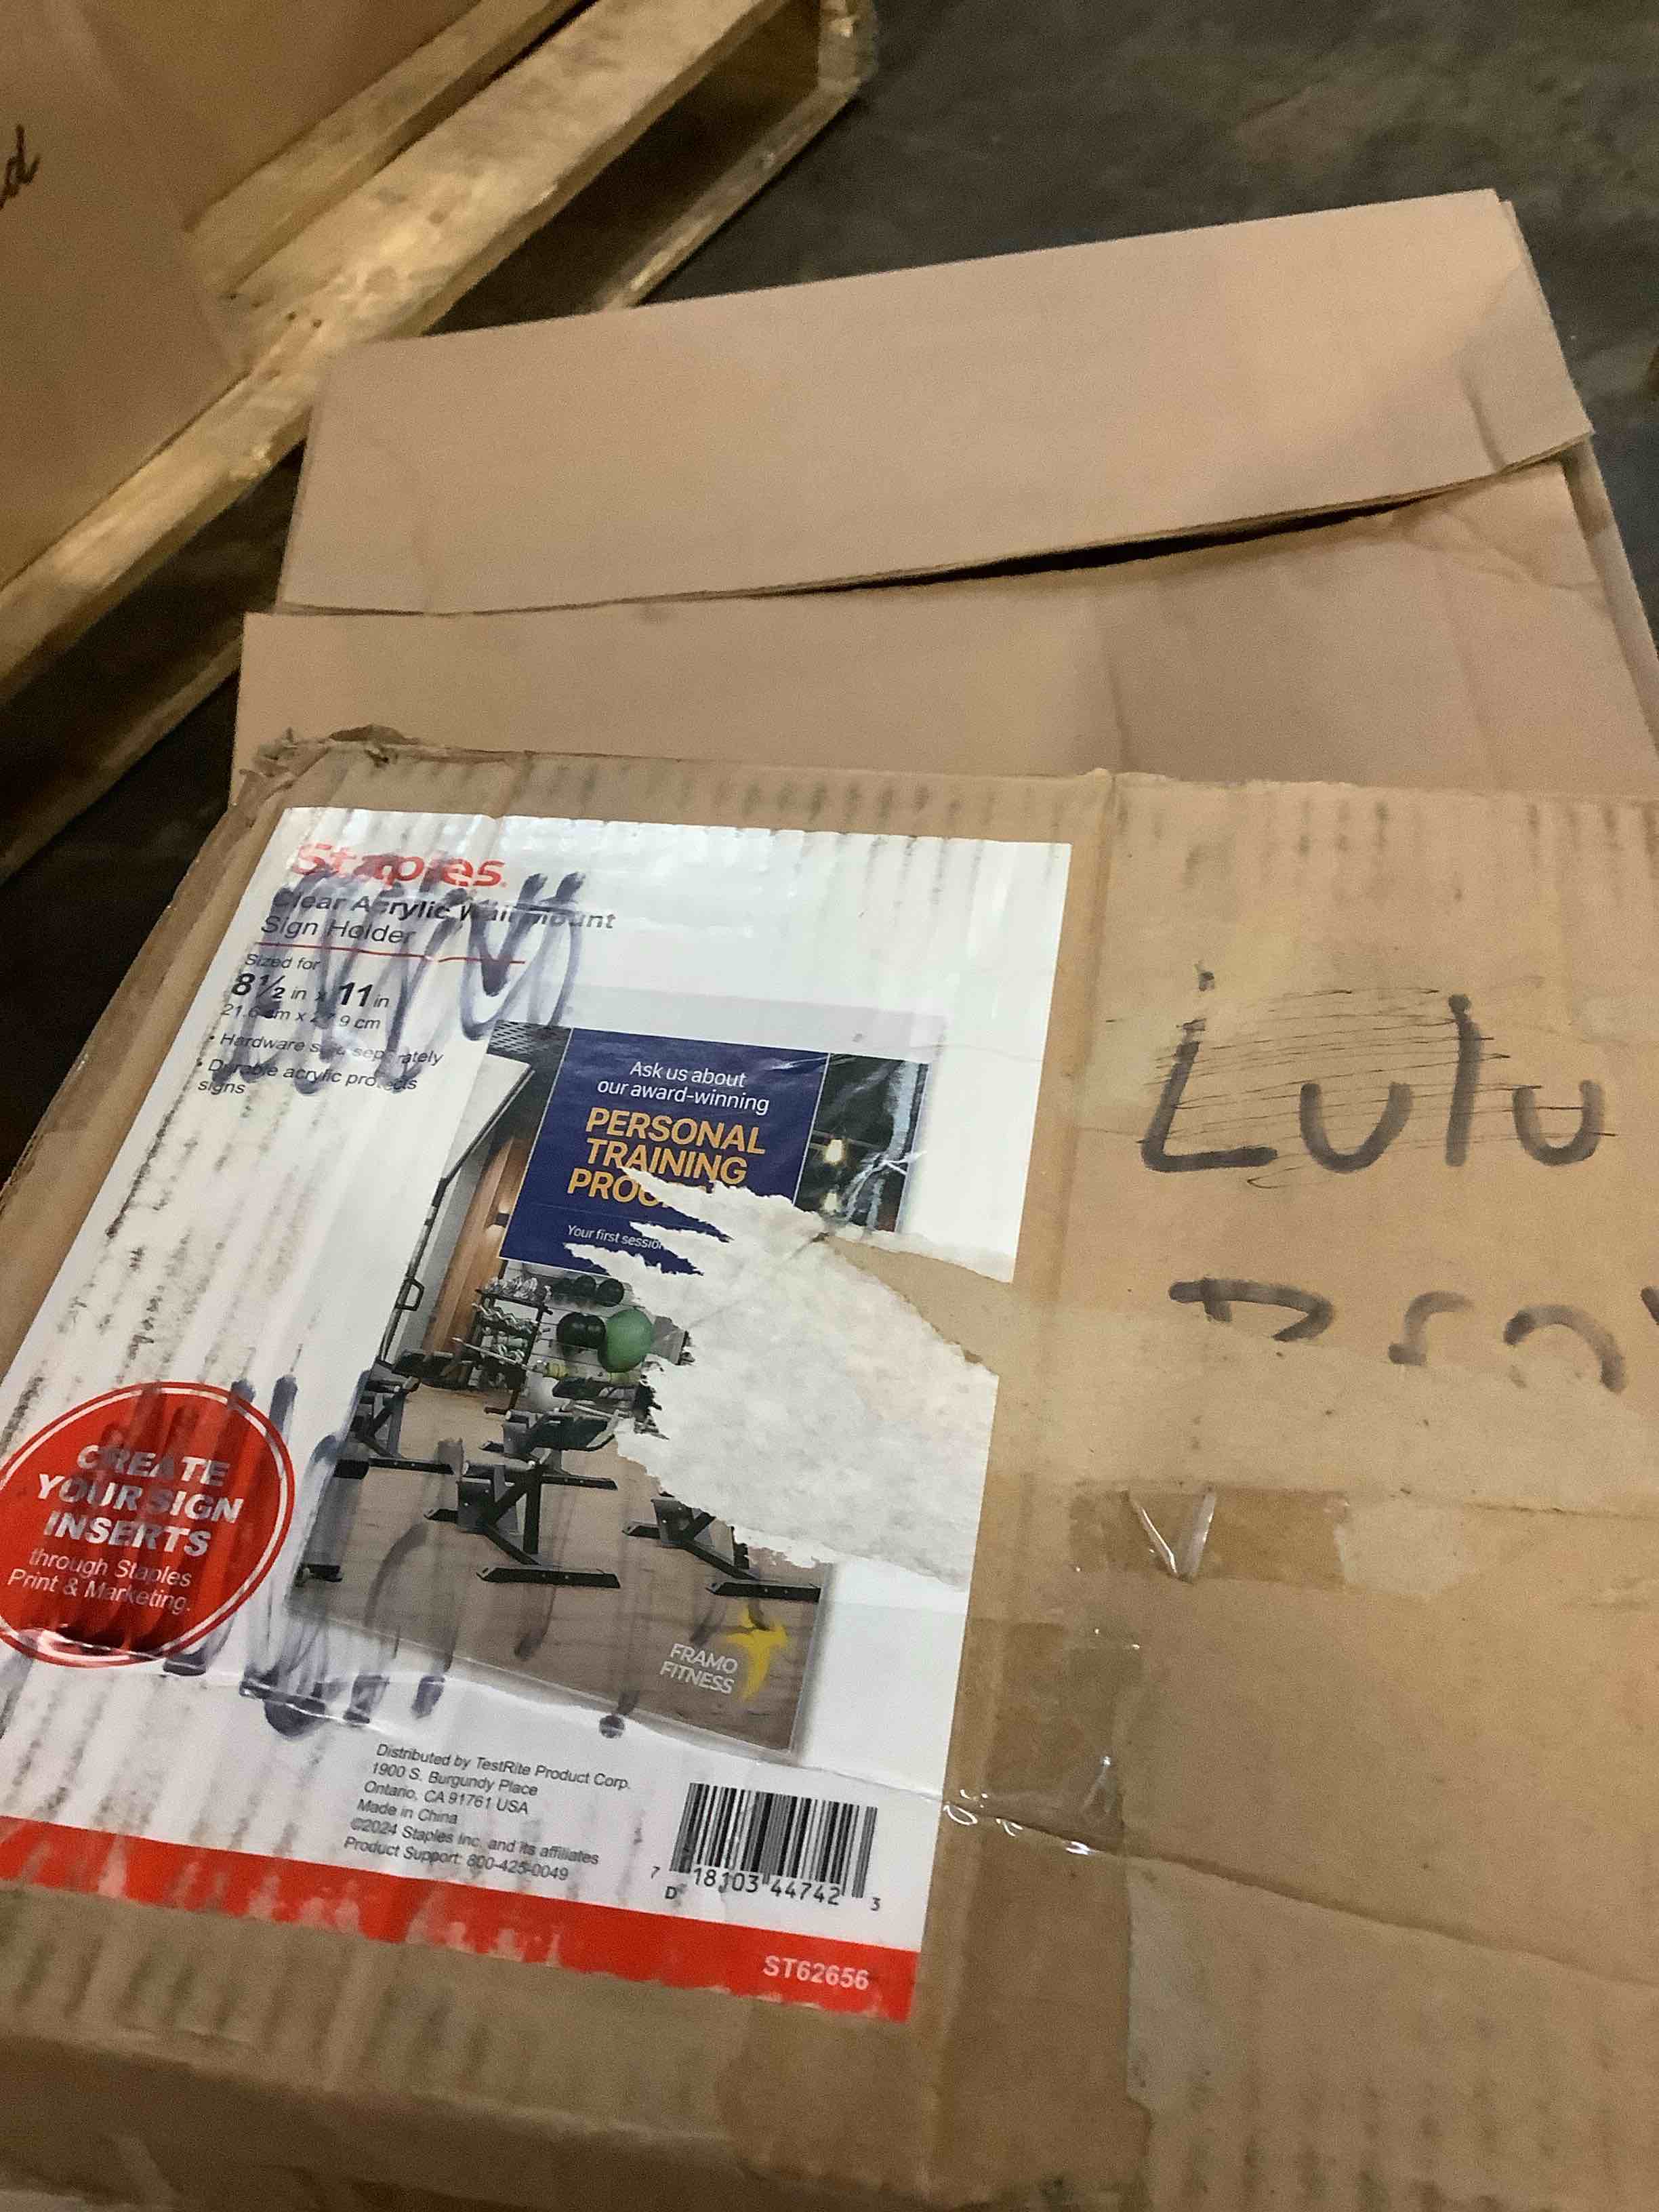 Staples
Clear Acrylic Wall Mount
Sign Holder
Sized for
8 1/2 in x 11 in
21.6 cm x 27.9 cm
• Hardware sold separately
• Durable acrylic protects
signs
Ask us about
our award-winning
PERSONAL
TRAINING
Your first
FRAMO
FITNESS
CREATE
YOUR SIGN
INSERTS
through Staples
Print & Marketing.
Distributed by TestRite Product Corp.
1900 S. Burgundy Place
Ontario, CA 91761 USA
Made in China
©2024 Staples Inc. and its affiliates
Product Support: 800-425-0049
7 18103 44742 3
D
ST62656
Lulu